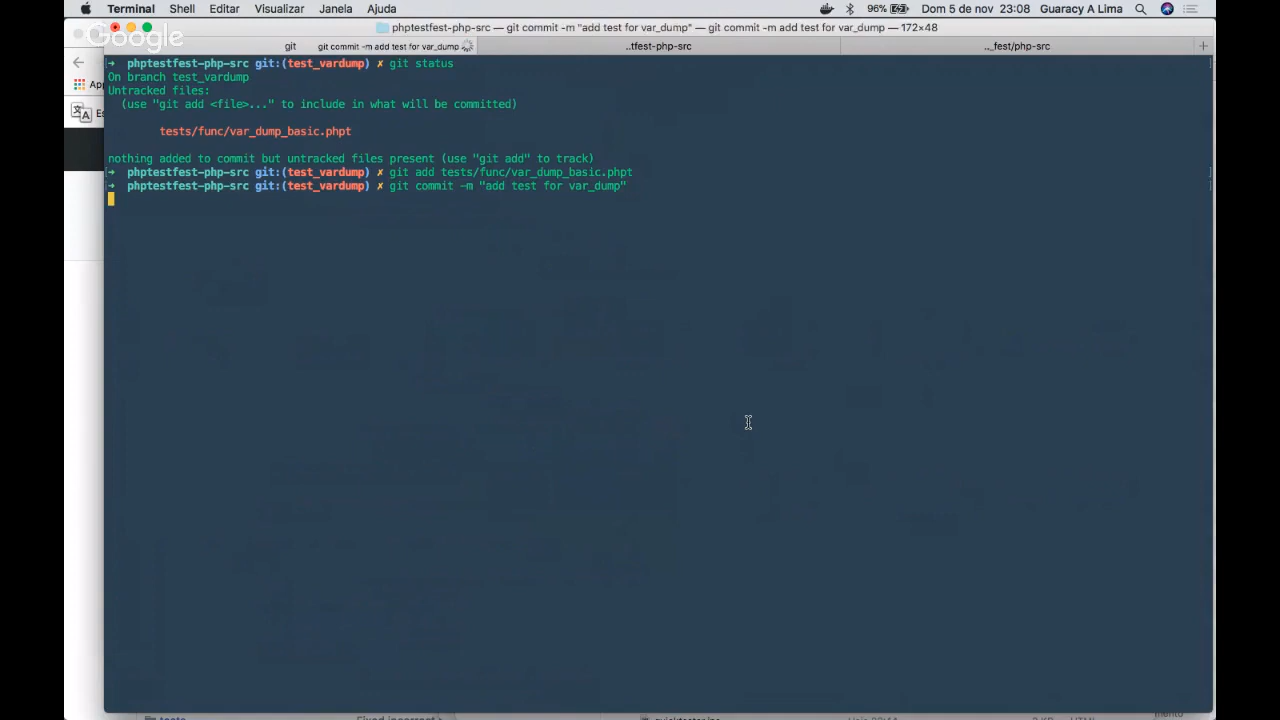 Terminal Shell Editar Visualizar Janela Ajuda 96% Dom 5 de nov 23:08 Guaracy A Lima
Google
phptestfest-php-src — git commit -m "add test for var_dump" — git commit -m add test for var_dump — 172×48
git git commit -m add test for var_dump ..tfest-php-src .._fest/php-src +
➜ phptestfest-php-src git:(test_vardump) ✗ git status
On branch test_vardump
Untracked files:
(use "git add <file>..." to include in what will be committed)
tests/func/var_dump_basic.phpt
nothing added to commit but untracked files present (use "git add" to track)
➜ phptestfest-php-src git:(test_vardump) ✗ git add tests/func/var_dump_basic.phpt
➜ phptestfest-php-src git:(test_vardump) ✗ git commit -m "add test for var_dump"